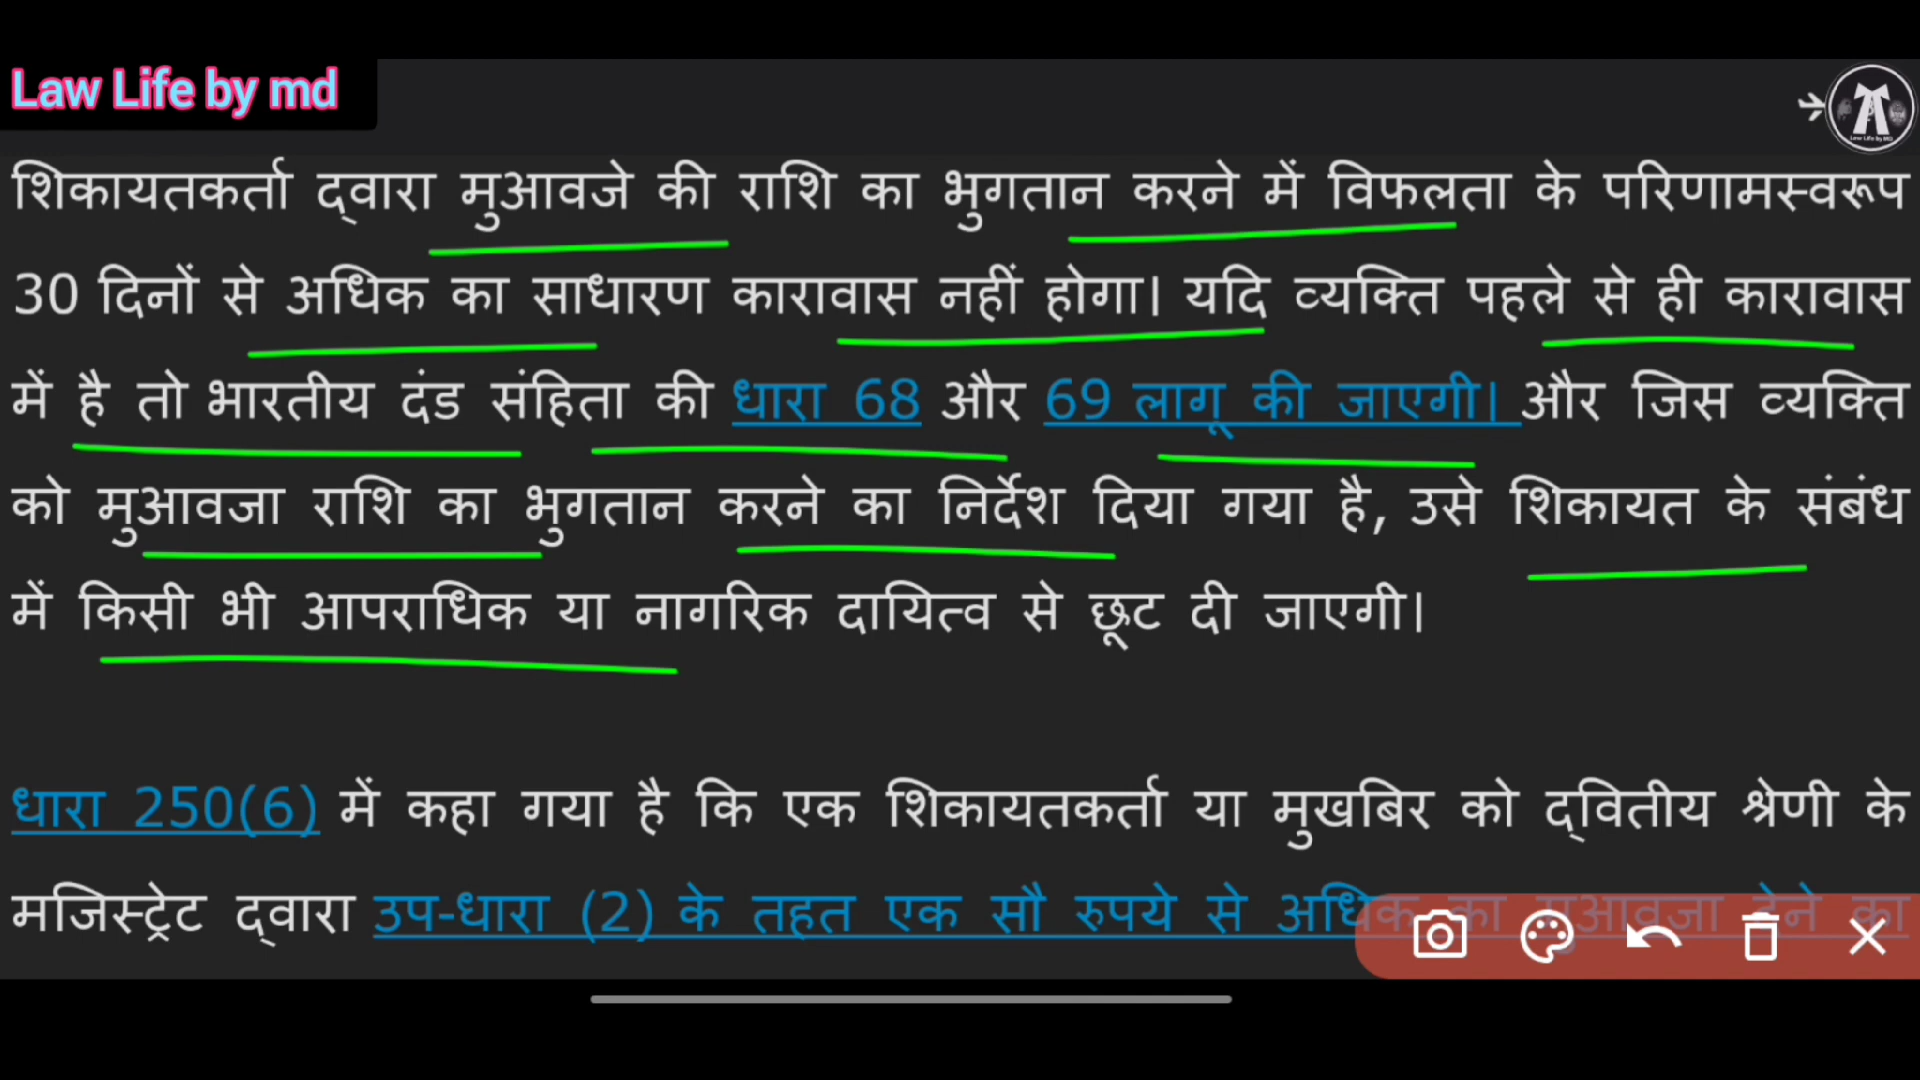 Law Life by md
शिकायतकर्ता द्वारा मुआवजे की राशि का भुगतान करने में विफलता के परिणामस्वरूप
30 दिनों से अधिक का साधारण कारावास नहीं होगा। यदि व्यक्ति पहले से ही कारावास
में है तो भारतीय दंड संहिता की धारा 68 और 69 लागू की जाएगी। और जिस व्यक्ति
को मुआवजा राशि का भुगतान करने का निर्देश दिया गया है, उसे शिकायत के संबंध
में किसी भी आपराधिक या नागरिक दायित्व से छूट दी जाएगी।
धारा 250(6) में कहा गया है कि एक शिकायतकर्ता या मुखबिर को द्वितीय श्रेणी के
मजिस्ट्रेट द्वारा उप-धारा (2) के तहत एक सौ रुपये से अधिक का मुआवजा देने का